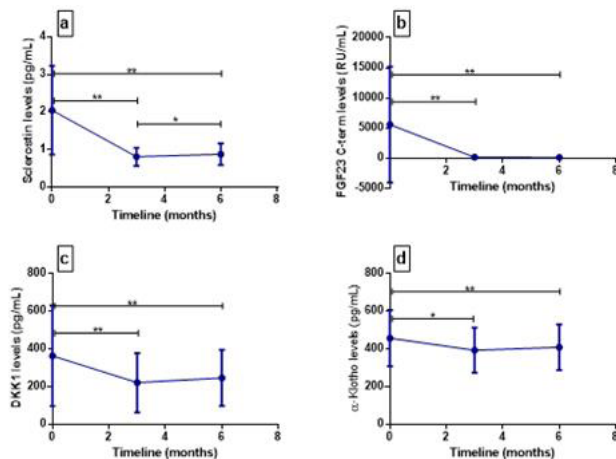 a
Sclerostin levels (pg/mL)
4
3
2
1
0
**
**
*
0 2 4 6 8
Timeline (months)
b
FGF23 C-term levels (RU/mL)
20000
15000
10000
5000
0
-5000
**
**
2 4 6 8
Timeline (months)
c
DKK1 levels (pg/mL)
800
600
400
200
0
**
**
0 2 4 6 8
Timeline (months)
d
α-Klotho levels (pg/mL)
800
600
400
200
0
**
*
0 2 4 6 8
Timeline (months)